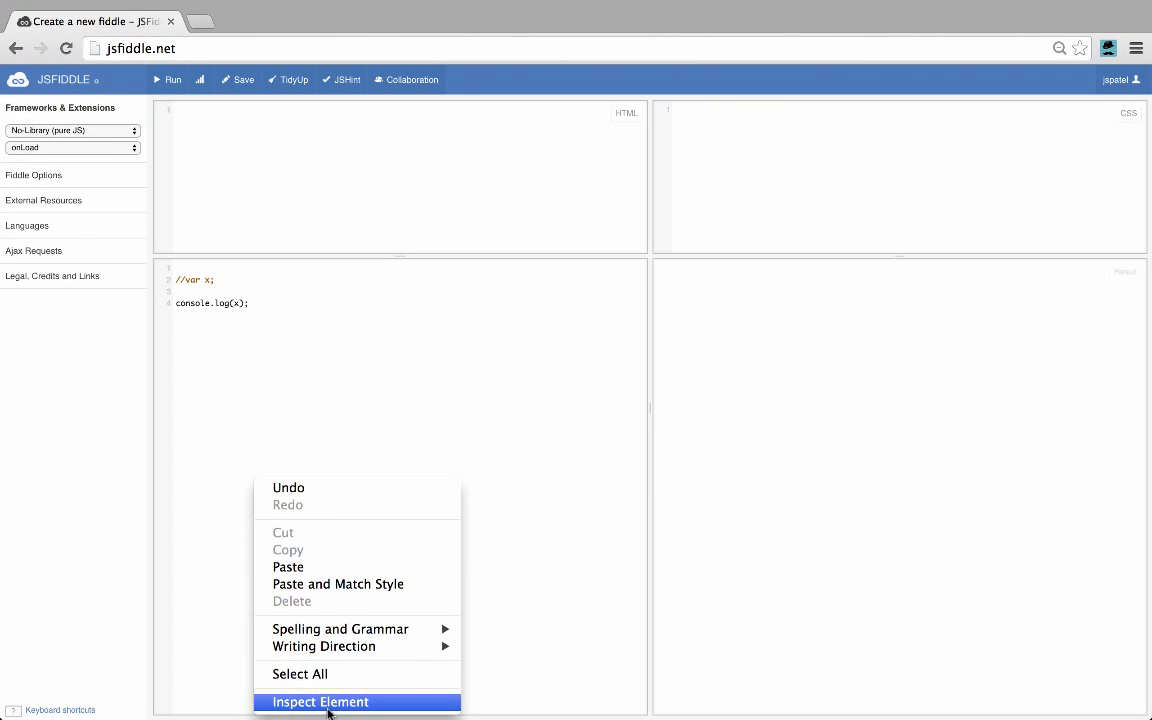 Create a new fiddle – JSFid
jsfiddle.net
JSFIDDLE α
Run
Save
TidyUp
JSHint
Collaboration
jspatel
Frameworks & Extensions
No-Library (pure JS)
onLoad
Fiddle Options
External Resources
Languages
Ajax Requests
Legal, Credits and Links
1
HTML
1
CSS
1
2 //var x;
3
4 console.log(x);
Result
Undo
Redo
Cut
Copy
Paste
Paste and Match Style
Delete
Spelling and Grammar
Writing Direction
Select All
Inspect Element
? Keyboard shortcuts